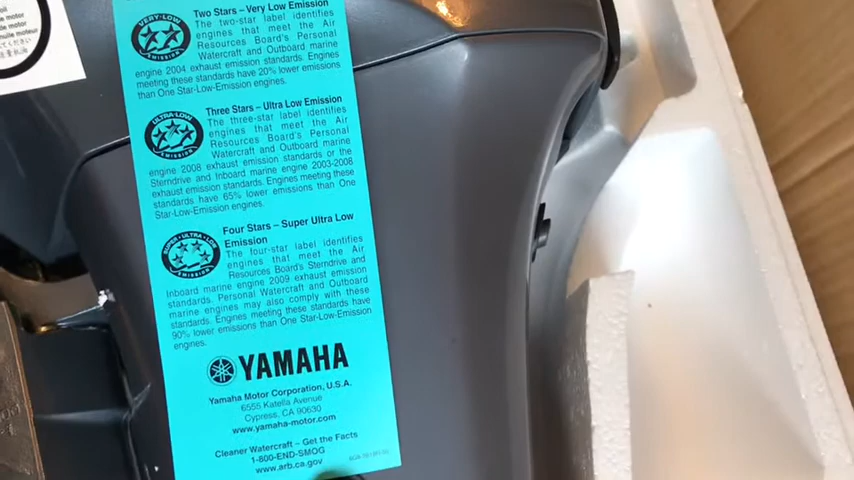 motor
motor
Two Stars – Very Low Emission
The two-star label identifies
engines that meet the Air
Resources Board's Personal
Watercraft and Outboard marine
engine 2004 exhaust emission standards. Engines
meeting these standards have 20% lower emissions
than One Star-Low-Emission engines.
VERY·LOW
EMISSION
Three Stars – Ultra Low Emission
The three-star label identifies
engines that meet the Air
Resources Board's Personal
Watercraft and Outboard marine
engine 2008 exhaust emission standards or the
Sterndrive and Inboard marine engine 2003-2008
exhaust emission standards. Engines meeting these
standards have 65% lower emissions than One
Star-Low-Emission engines.
ULTRA·LOW
EMISSION
Four Stars – Super Ultra Low
Emission
The four-star label identifies
engines that meet the Air
Resources Board's Sterndrive and
Inboard marine engine 2009 exhaust emission
standards. Personal Watercraft and Outboard
marine engines may also comply with these
standards. Engines meeting these standards have
90% lower emissions than One Star-Low-Emission
engines.
SUPER·ULTRA·LOW
EMISSION
YAMAHA
Yamaha Motor Corporation, U.S.A.
6555 Katella Avenue
Cypress, CA 90630
www.yamaha-motor.com
Cleaner Watercraft – Get the Facts
1-800-END-SMOG
www.arb.ca.gov